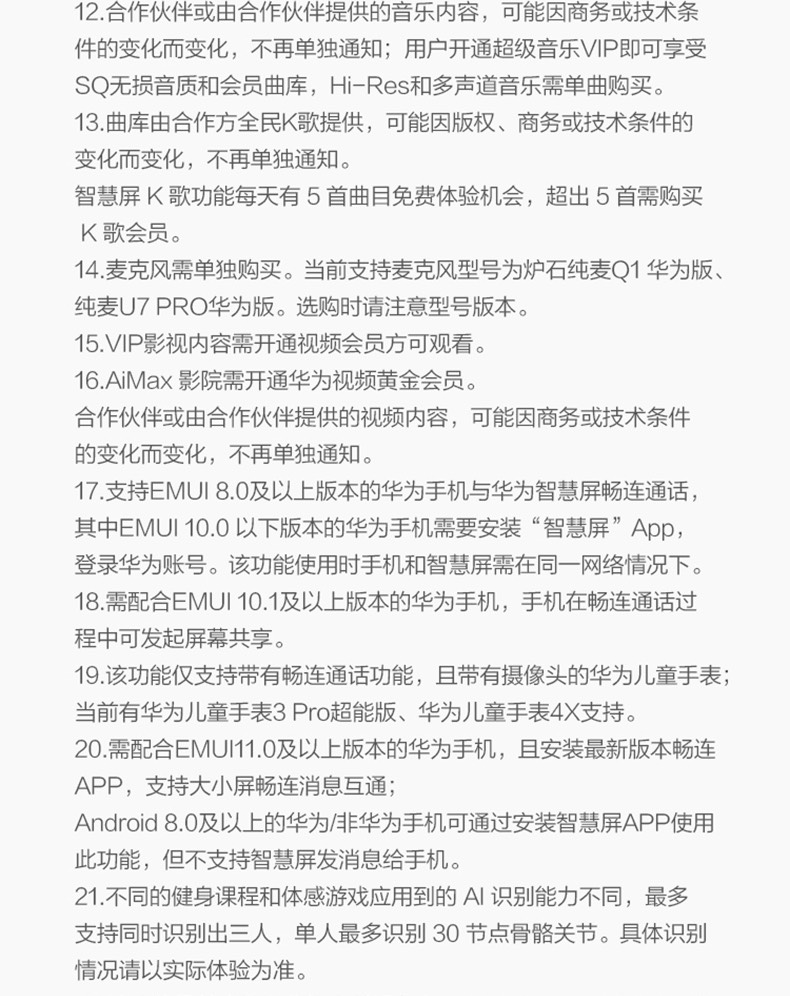 12.合作伙伴或由合作伙伴提供的音乐内容，可能因商务或技术条
件的变化而变化，不再单独通知；用户开通超级音乐VIP即可享受
SQ无损音质和会员曲库，Hi-Res和多声道音乐需单曲购买。
13.曲库由合作方全民K歌提供，可能因版权、商务或技术条件的
变化而变化，不再单独通知。
智慧屏 K 歌功能每天有 5 首曲目免费体验机会，超出 5 首需购买
K 歌会员。
14.麦克风需单独购买。当前支持麦克风型号为炉石纯麦Q1 华为版、
纯麦U7 PRO华为版。选购时请注意型号版本。
15.VIP影视内容需开通视频会员方可观看。
16.AiMax 影院需开通华为视频黄金会员。
合作伙伴或由合作伙伴提供的视频内容，可能因商务或技术条件
的变化而变化，不再单独通知。
17.支持EMUI 8.0及以上版本的华为手机与华为智慧屏畅连通话，
其中EMUI 10.0 以下版本的华为手机需要安装“智慧屏”App，
登录华为账号。该功能使用时手机和智慧屏需在同一网络情况下。
18.需配合EMUI 10.1及以上版本的华为手机，手机在畅连通话过
程中可发起屏幕共享。
19.该功能仅支持带有畅连通话功能，且带有摄像头的华为儿童手表；
当前有华为儿童手表3 Pro超能版、华为儿童手表4X支持。
20.需配合EMUI11.0及以上版本的华为手机，且安装最新版本畅连
APP，支持大小屏畅连消息互通；
Android 8.0及以上的华为/非华为手机可通过安装智慧屏APP使用
此功能，但不支持智慧屏发消息给手机。
21.不同的健身课程和体感游戏应用到的 AI 识别能力不同，最多
支持同时识别出三人，单人最多识别 30 节点骨骼关节。具体识别
情况请以实际体验为准。